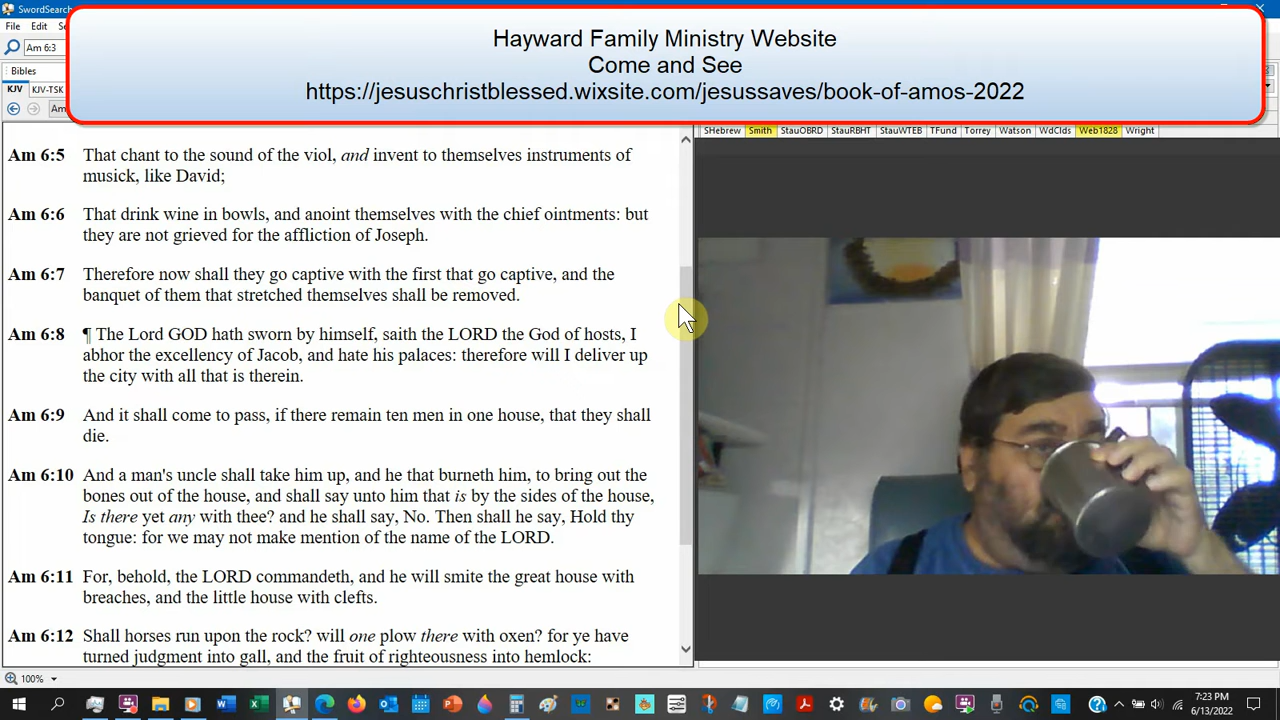 SwordSearch
Hayward Family Ministry Website
Come and See
https://jesuschristblessed.wixsite.com/jesussaves/book-of-amos-2022
File Edit
Am 6:3
Bibles
KJV KJV-TSK
SHebrew Smith StauOBRD StauRBHT StauWTEB TFund Torrey Watson WdClds Web1828 Wright
Am 6:5 That chant to the sound of the viol, and invent to themselves instruments of
musick, like David;
Am 6:6 That drink wine in bowls, and anoint themselves with the chief ointments: but
they are not grieved for the affliction of Joseph.
Am 6:7 Therefore now shall they go captive with the first that go captive, and the
banquet of them that stretched themselves shall be removed.
Am 6:8 ¶ The Lord GOD hath sworn by himself, saith the LORD the God of hosts, I
abhor the excellency of Jacob, and hate his palaces: therefore will I deliver up
the city with all that is therein.
Am 6:9 And it shall come to pass, if there remain ten men in one house, that they shall
die.
Am 6:10 And a man's uncle shall take him up, and he that burneth him, to bring out the
bones out of the house, and shall say unto him that is by the sides of the house,
Is there yet any with thee? and he shall say, No. Then shall he say, Hold thy
tongue: for we may not make mention of the name of the LORD.
Am 6:11 For, behold, the LORD commandeth, and he will smite the great house with
breaches, and the little house with clefts.
Am 6:12 Shall horses run upon the rock? will one plow there with oxen? for ye have
turned judgment into gall, and the fruit of righteousness into hemlock:
100%
7:23 PM
6/13/2022